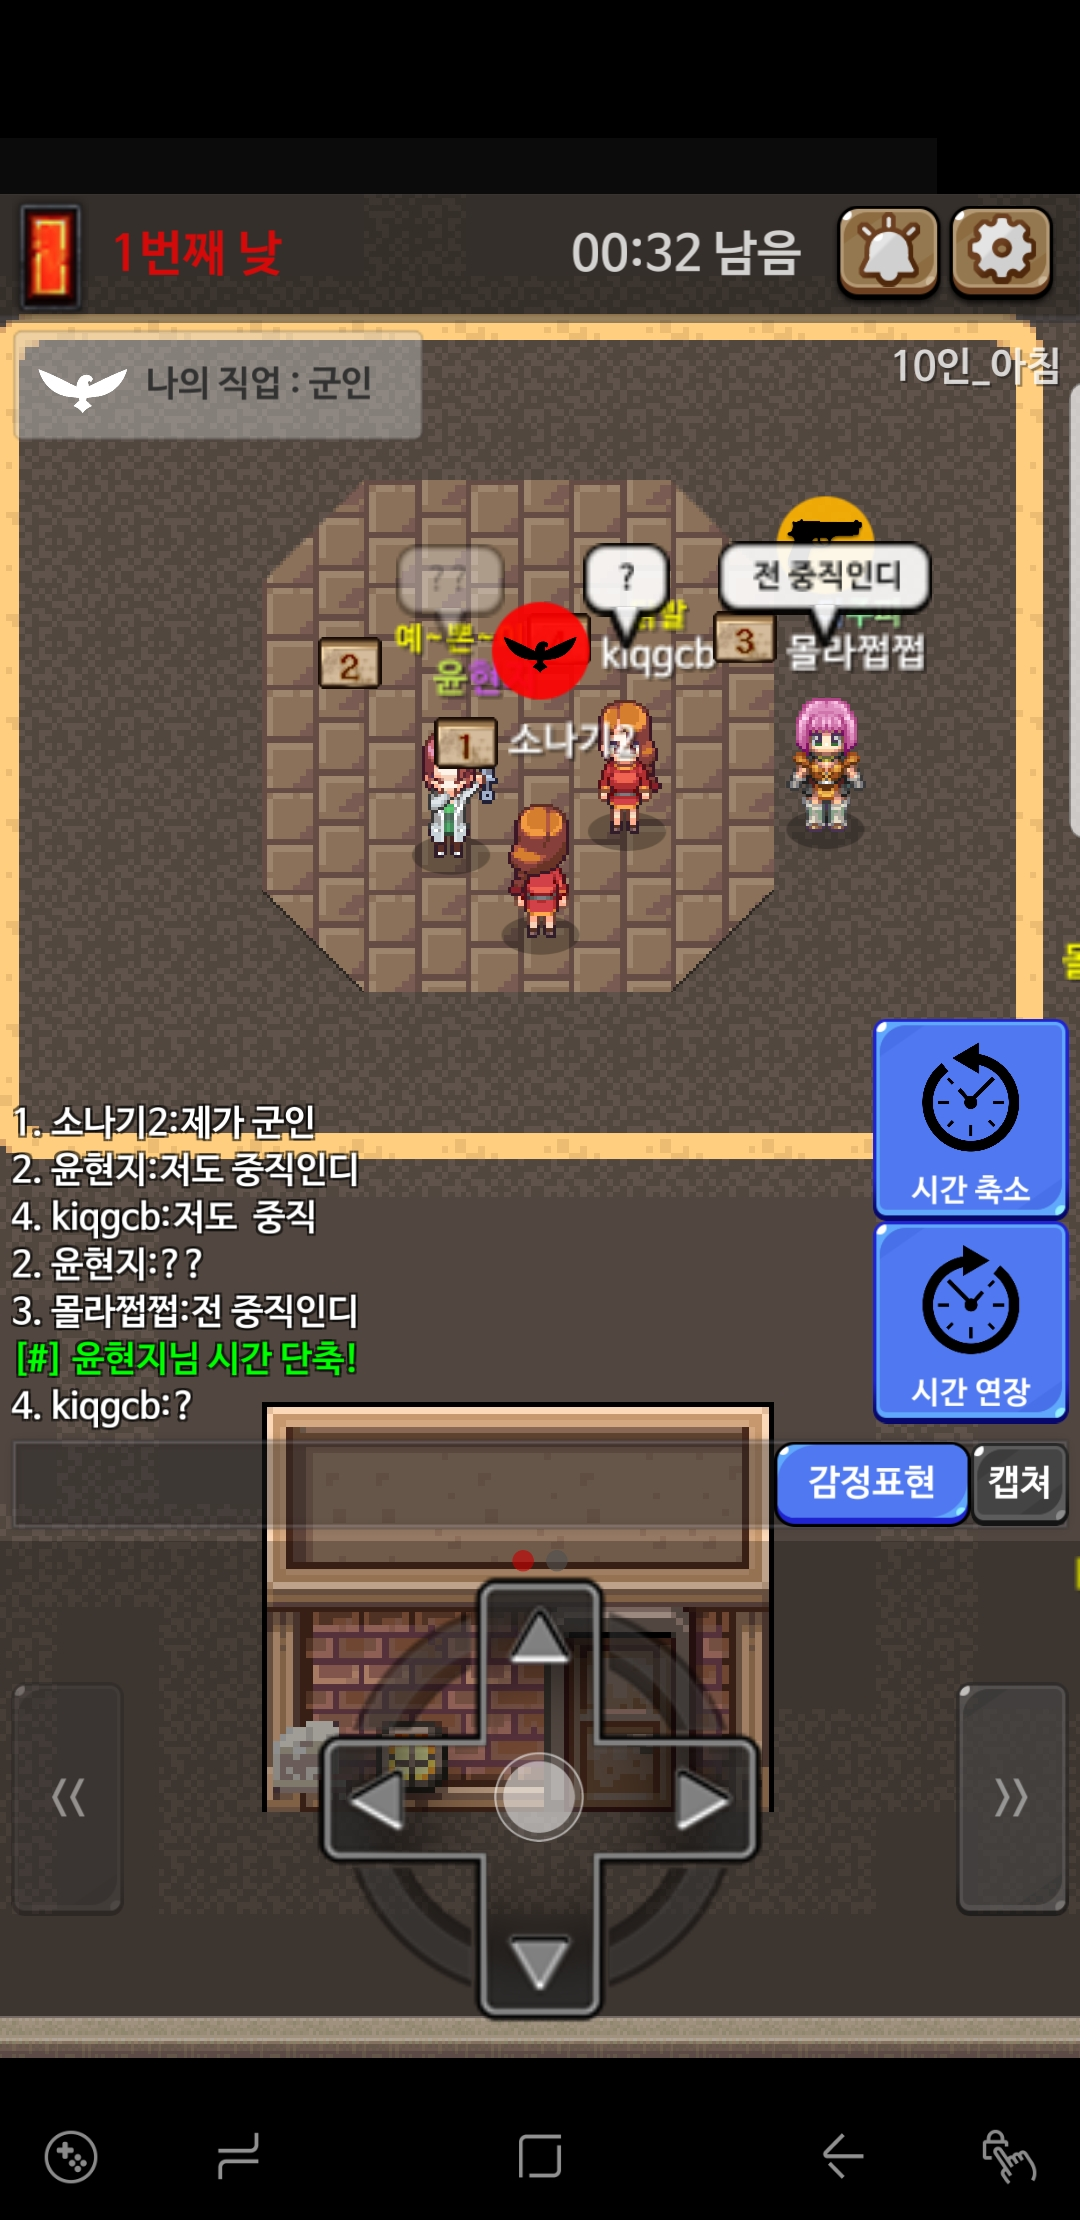 1번째 낮
00:32 남음
나의 직업 : 군인
10인_아침
??
?
전 중직인디
예~쁜~
2
3
kiqgcb
몰라쩝쩝
윤현
1
소나기2
1. 소나기2:제가 군인
2. 윤현지:저도 중직인디
4. kiqgcb:저도 중직
2. 윤현지:??
3. 몰라쩝쩝:전 중직인디
[#] 윤현지님 시간 단축!
4. kiqgcb:?
시간 축소
시간 연장
감정표현
캡쳐